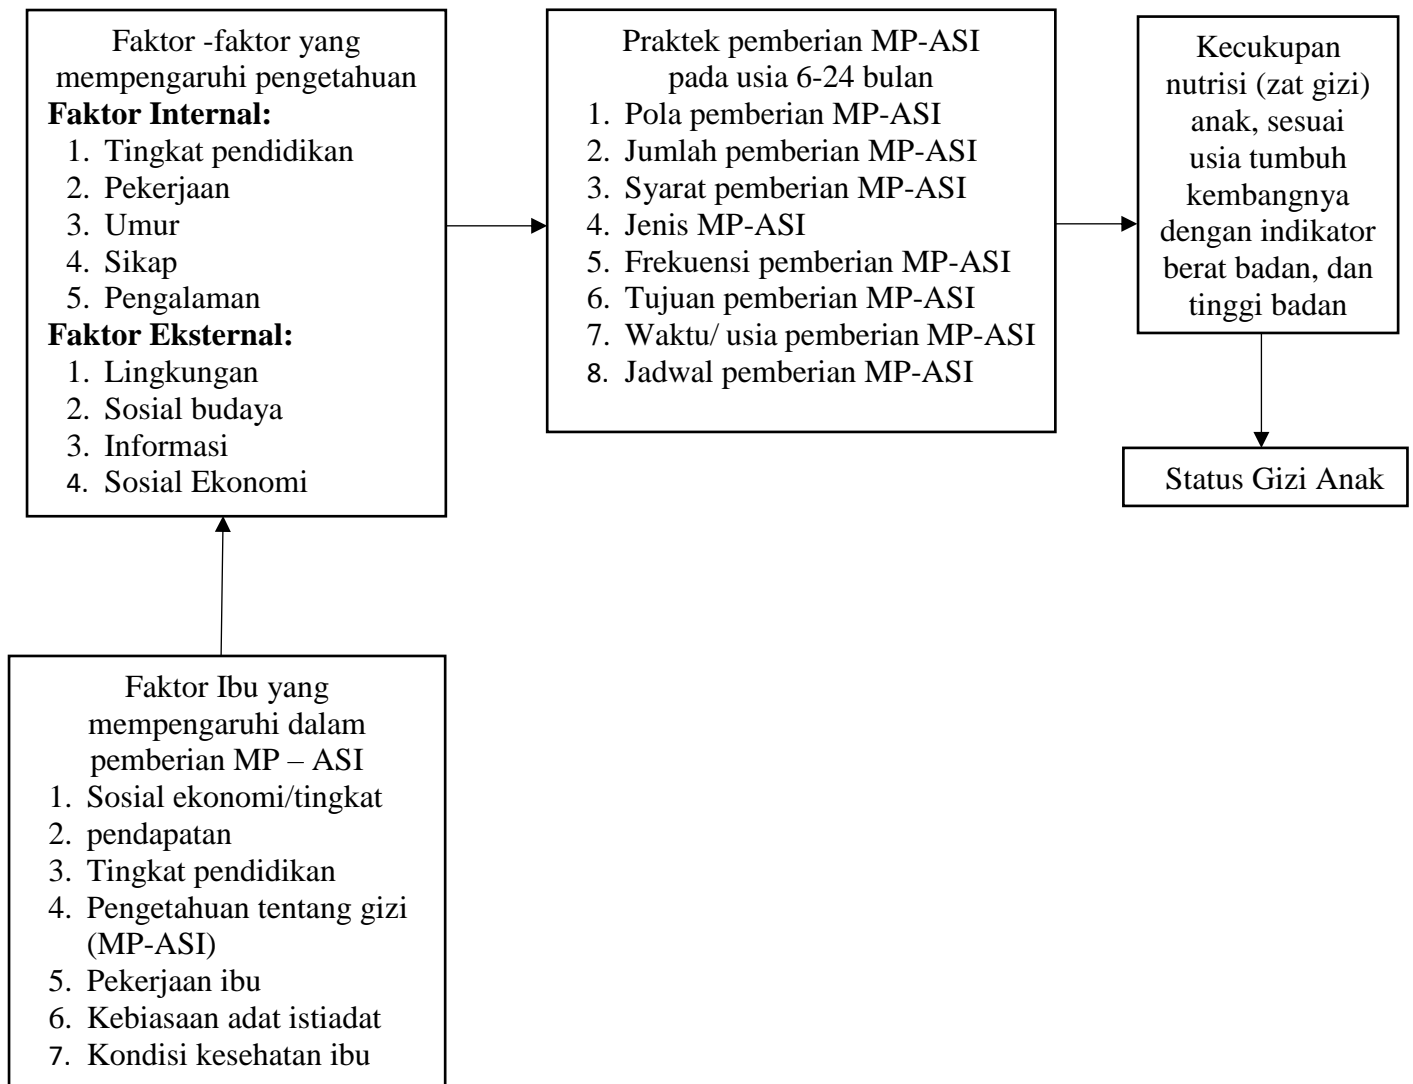 Faktor -faktor yang
mempengaruhi pengetahuan
Faktor Internal:
1. Tingkat pendidikan
2. Pekerjaan
3. Umur
4. Sikap
5. Pengalaman
Faktor Eksternal:
1. Lingkungan
2. Sosial budaya
3. Informasi
4. Sosial Ekonomi
Praktek pemberian MP-ASI
pada usia 6-24 bulan
1. Pola pemberian MP-ASI
2. Jumlah pemberian MP-ASI
3. Syarat pemberian MP-ASI
4. Jenis MP-ASI
5. Frekuensi pemberian MP-ASI
6. Tujuan pemberian MP-ASI
7. Waktu/ usia pemberian MP-ASI
8. Jadwal pemberian MP-ASI
Kecukupan
nutrisi (zat gizi)
anak, sesuai
usia tumbuh
kembangnya
dengan indikator
berat badan, dan
tinggi badan
Status Gizi Anak
Faktor Ibu yang
mempengaruhi dalam
pemberian MP – ASI
1. Sosial ekonomi/tingkat
2. pendapatan
3. Tingkat pendidikan
4. Pengetahuan tentang gizi
(MP-ASI)
5. Pekerjaan ibu
6. Kebiasaan adat istiadat
7. Kondisi kesehatan ibu